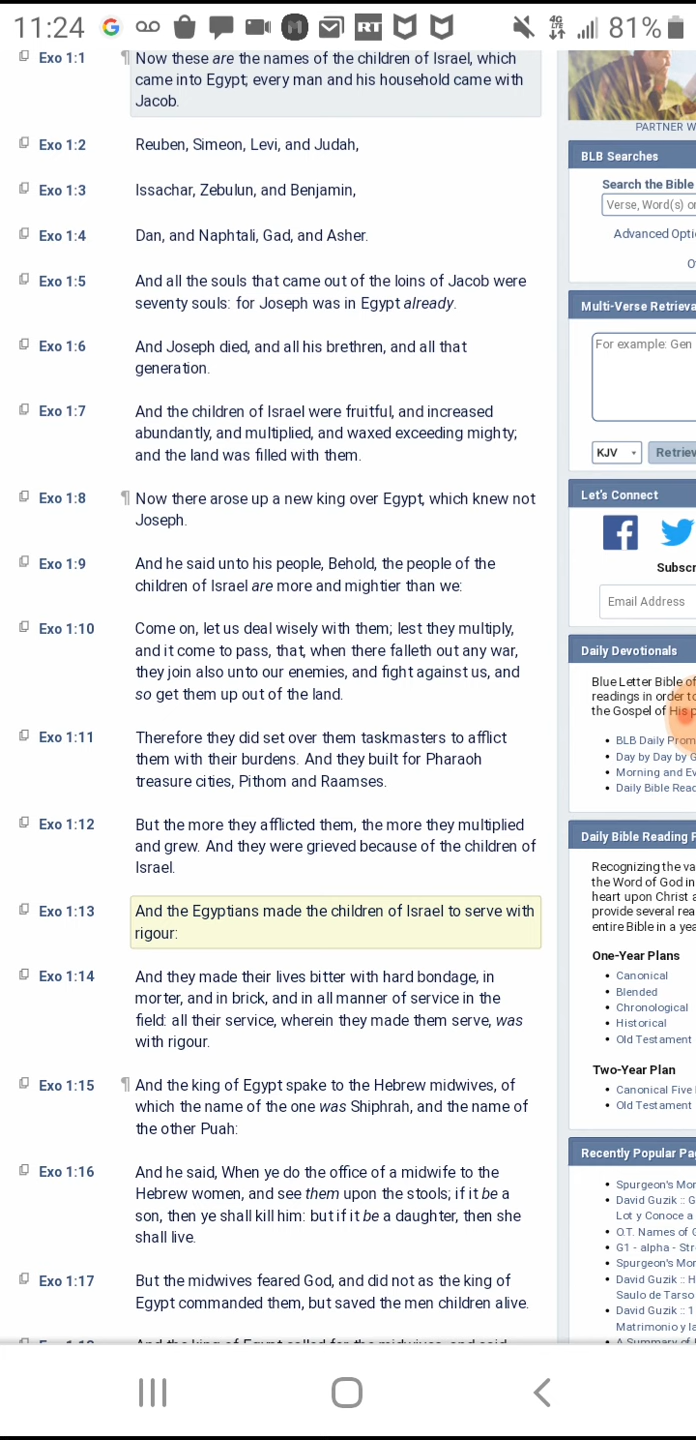 11:24
RT
4G
LTE
81%
Exo 1:1
¶ Now these are the names of the children of Israel, which
came into Egypt; every man and his household came with
Jacob.
Exo 1:2
Reuben, Simeon, Levi, and Judah,
Exo 1:3
Issachar, Zebulun, and Benjamin,
Exo 1:4
Dan, and Naphtali, Gad, and Asher.
Exo 1:5
And all the souls that came out of the loins of Jacob were
seventy souls: for Joseph was in Egypt already.
Exo 1:6
And Joseph died, and all his brethren, and all that
generation.
Exo 1:7
And the children of Israel were fruitful, and increased
abundantly, and multiplied, and waxed exceeding mighty;
and the land was filled with them.
Exo 1:8
¶ Now there arose up a new king over Egypt, which knew not
Joseph.
Exo 1:9
And he said unto his people, Behold, the people of the
children of Israel are more and mightier than we:
Exo 1:10
Come on, let us deal wisely with them; lest they multiply,
and it come to pass, that, when there falleth out any war,
they join also unto our enemies, and fight against us, and
so get them up out of the land.
Exo 1:11
Therefore they did set over them taskmasters to afflict
them with their burdens. And they built for Pharaoh
treasure cities, Pithom and Raamses.
Exo 1:12
But the more they afflicted them, the more they multiplied
and grew. And they were grieved because of the children of
Israel.
Exo 1:13
And the Egyptians made the children of Israel to serve with
rigour:
Exo 1:14
And they made their lives bitter with hard bondage, in
morter, and in brick, and in all manner of service in the
field: all their service, wherein they made them serve, was
with rigour.
Exo 1:15
¶ And the king of Egypt spake to the Hebrew midwives, of
which the name of the one was Shiphrah, and the name of
the other Puah:
Exo 1:16
And he said, When ye do the office of a midwife to the
Hebrew women, and see them upon the stools; if it be a
son, then ye shall kill him: but if it be a daughter, then she
shall live.
Exo 1:17
But the midwives feared God, and did not as the king of
Egypt commanded them, but saved the men children alive.
PARTNER W
BLB Searches
Search the Bible
Verse, Word(s) or
Advanced Opti
O
Multi-Verse Retrieva
For example: Gen
KJV
Retriev
Let's Connect
Subscr
Email Address
Daily Devotionals
Blue Letter Bible of
readings in order to
the Gospel of His p
BLB Daily Prom
Day by Day by G
Morning and Ev
Daily Bible Read
Daily Bible Reading P
Recognizing the va
the Word of God in
heart upon Christ a
provide several rea
entire Bible in a yea
One-Year Plans
Canonical
Blended
Chronological
Historical
Old Testament
Two-Year Plan
Canonical Five
Old Testament
Recently Popular Pa
Spurgeon's Mor
David Guzik :: G
Lot y Conoce a
O.T. Names of G
G1 - alpha - Str
Spurgeon's Mor
David Guzik :: H
Saulo de Tarso
David Guzik :: 1
Matrimonio y la